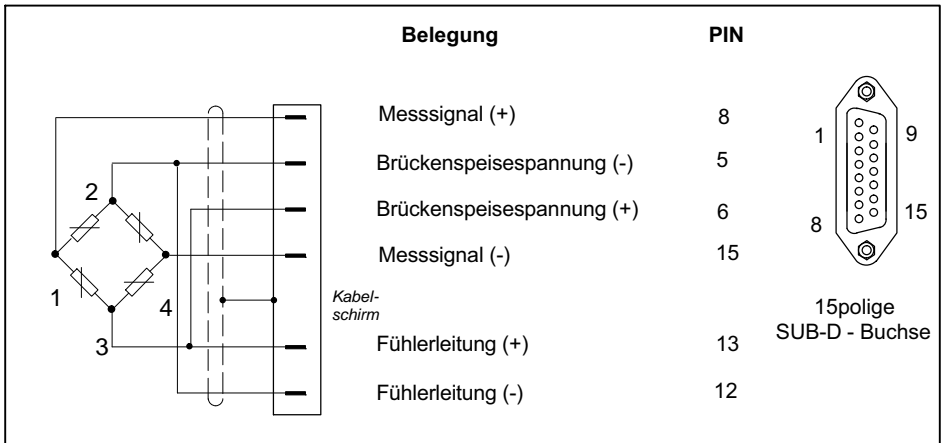 Belegung PIN
Messsignal (+) 8
Brückenspeisespannung (-) 5
Brückenspeisespannung (+) 6
Messsignal (-) 15
Kabel-
schirm
Fühlerleitung (+) 13
Fühlerleitung (-) 12
2
1
4
3
1
9
8
15
15polige
SUB-D - Buchse